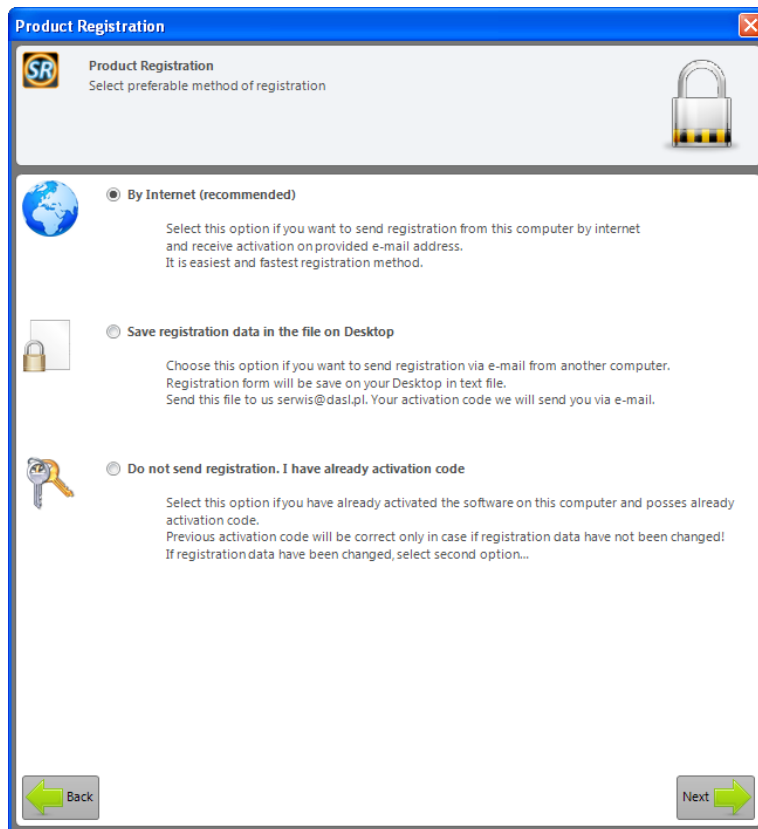 Product Registration
SR
Product Registration
Select preferable method of registration
By Internet (recommended)
Select this option if you want to send registration from this computer by internet
and receive activation on provided e-mail address.
It is easiest and fastest registration method.
Save registration data in the file on Desktop
Choose this option if you want to send registration via e-mail from another computer.
Registration form will be save on your Desktop in text file.
Send this file to us serwis@dasl.pl. Your activation code we will send you via e-mail.
Do not send registration. I have already activation code
Select this option if you have already activated the software on this computer and posses already
activation code.
Previous activation code will be correct only in case if registration data have not been changed!
If registration data have been changed, select second option...
Back
Next